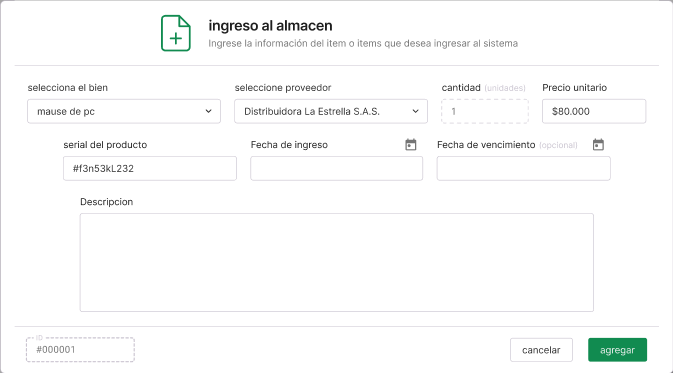 ingreso al almacen
Ingrese la información del item o items que desea ingresar al sistema
selecciona el bien
seleccione proveedor
cantidad (unidades)
Precio unitario
mause de pc
Distribuidora La Estrella S.A.S.
1
$80.000
serial del producto
Fecha de ingreso
Fecha de vencimiento (opcional)
#f3n53kL232
Descripcion
ID
#000001
cancelar
agregar